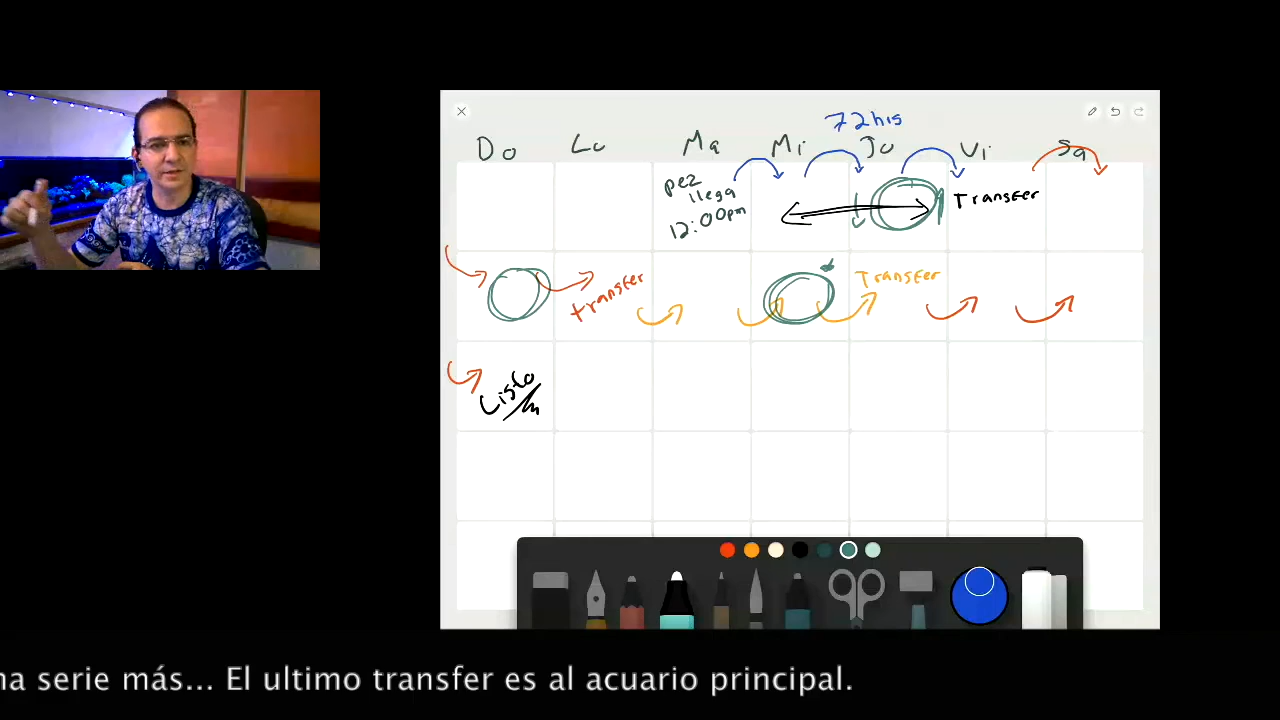 72hrs
Do Lu Ma Mi Ju Vi Sa
pez
llega
12:00pm
Transfer
transfer
Transfer
Listo
na serie más... El ultimo transfer es al acuario principal.